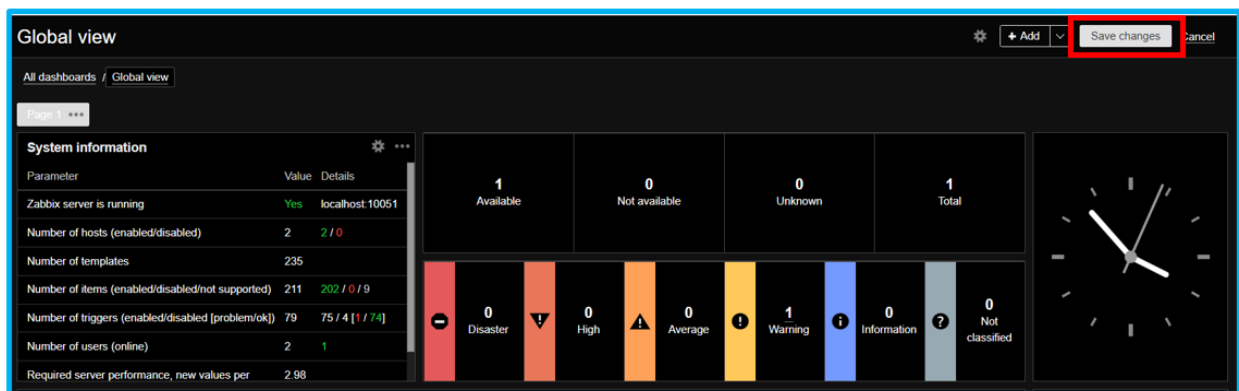 Global view
+ Add
Save changes
Cancel
All dashboards / Global view
Page 1 •••
System information
Parameter Value Details
Zabbix server is running Yes localhost:10051
Number of hosts (enabled/disabled) 2 2 / 0
Number of templates 235
Number of items (enabled/disabled/not supported) 211 202 / 0 / 9
Number of triggers (enabled/disabled [problem/ok]) 79 75 / 4 [1 / 74]
Number of users (online) 2 1
Required server performance, new values per 2.98
1
Available
0
Not available
0
Unknown
1
Total
0
Disaster
0
High
0
Average
1
Warning
0
Information
0
Not
classified